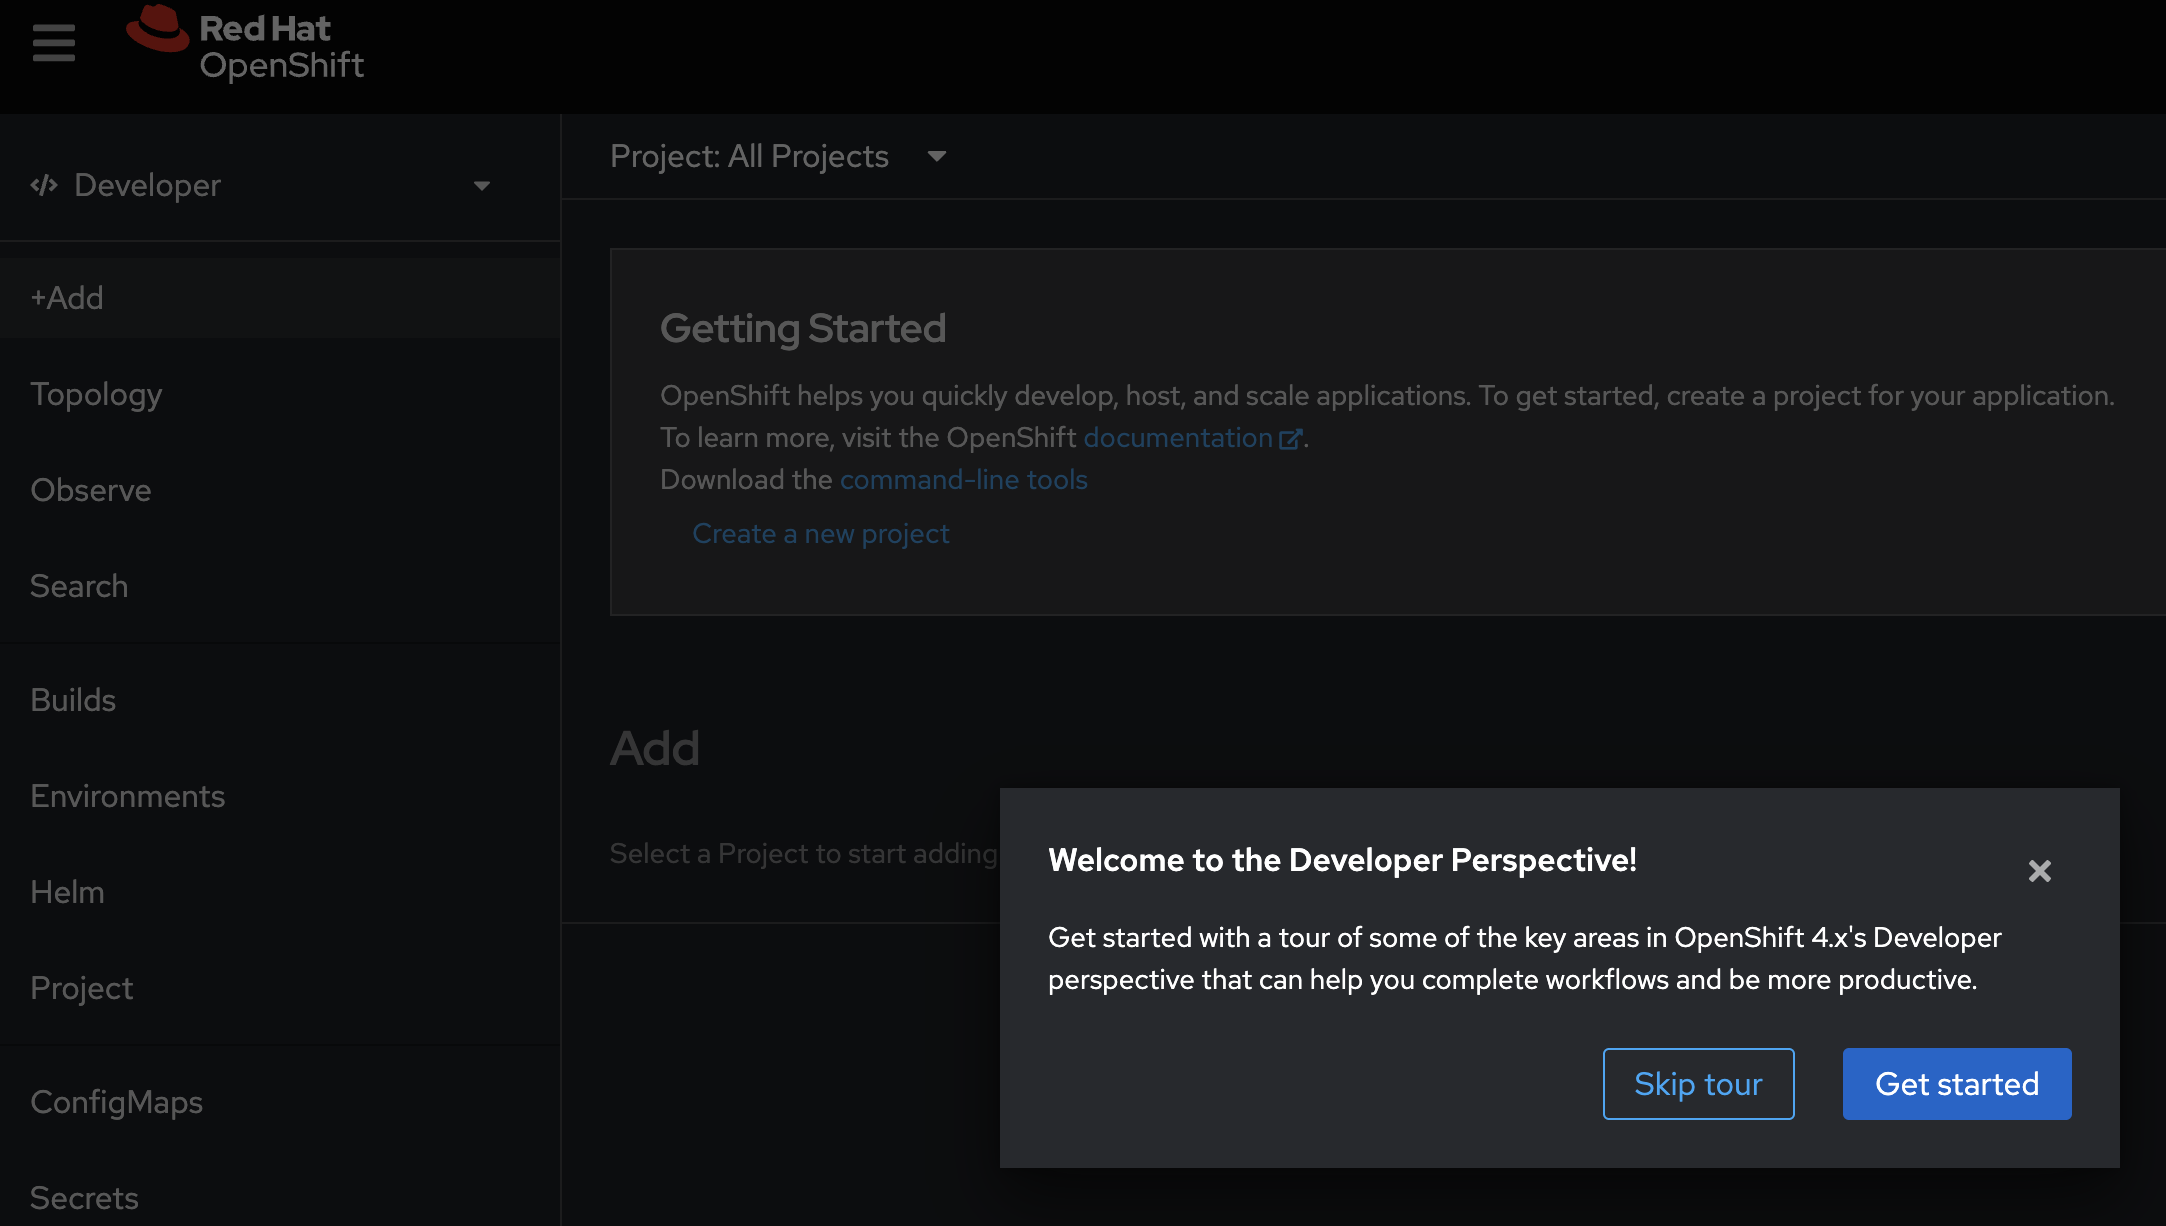 Red Hat
OpenShift
Developer
Project: All Projects
+Add
Topology
Observe
Search
Builds
Environments
Helm
Project
ConfigMaps
Secrets
Getting Started
OpenShift helps you quickly develop, host, and scale applications. To get started, create a project for your application.
To learn more, visit the OpenShift documentation.
Download the command-line tools
Create a new project
Add
Select a Project to start adding
Welcome to the Developer Perspective!
Get started with a tour of some of the key areas in OpenShift 4.x's Developer
perspective that can help you complete workflows and be more productive.
Skip tour
Get started